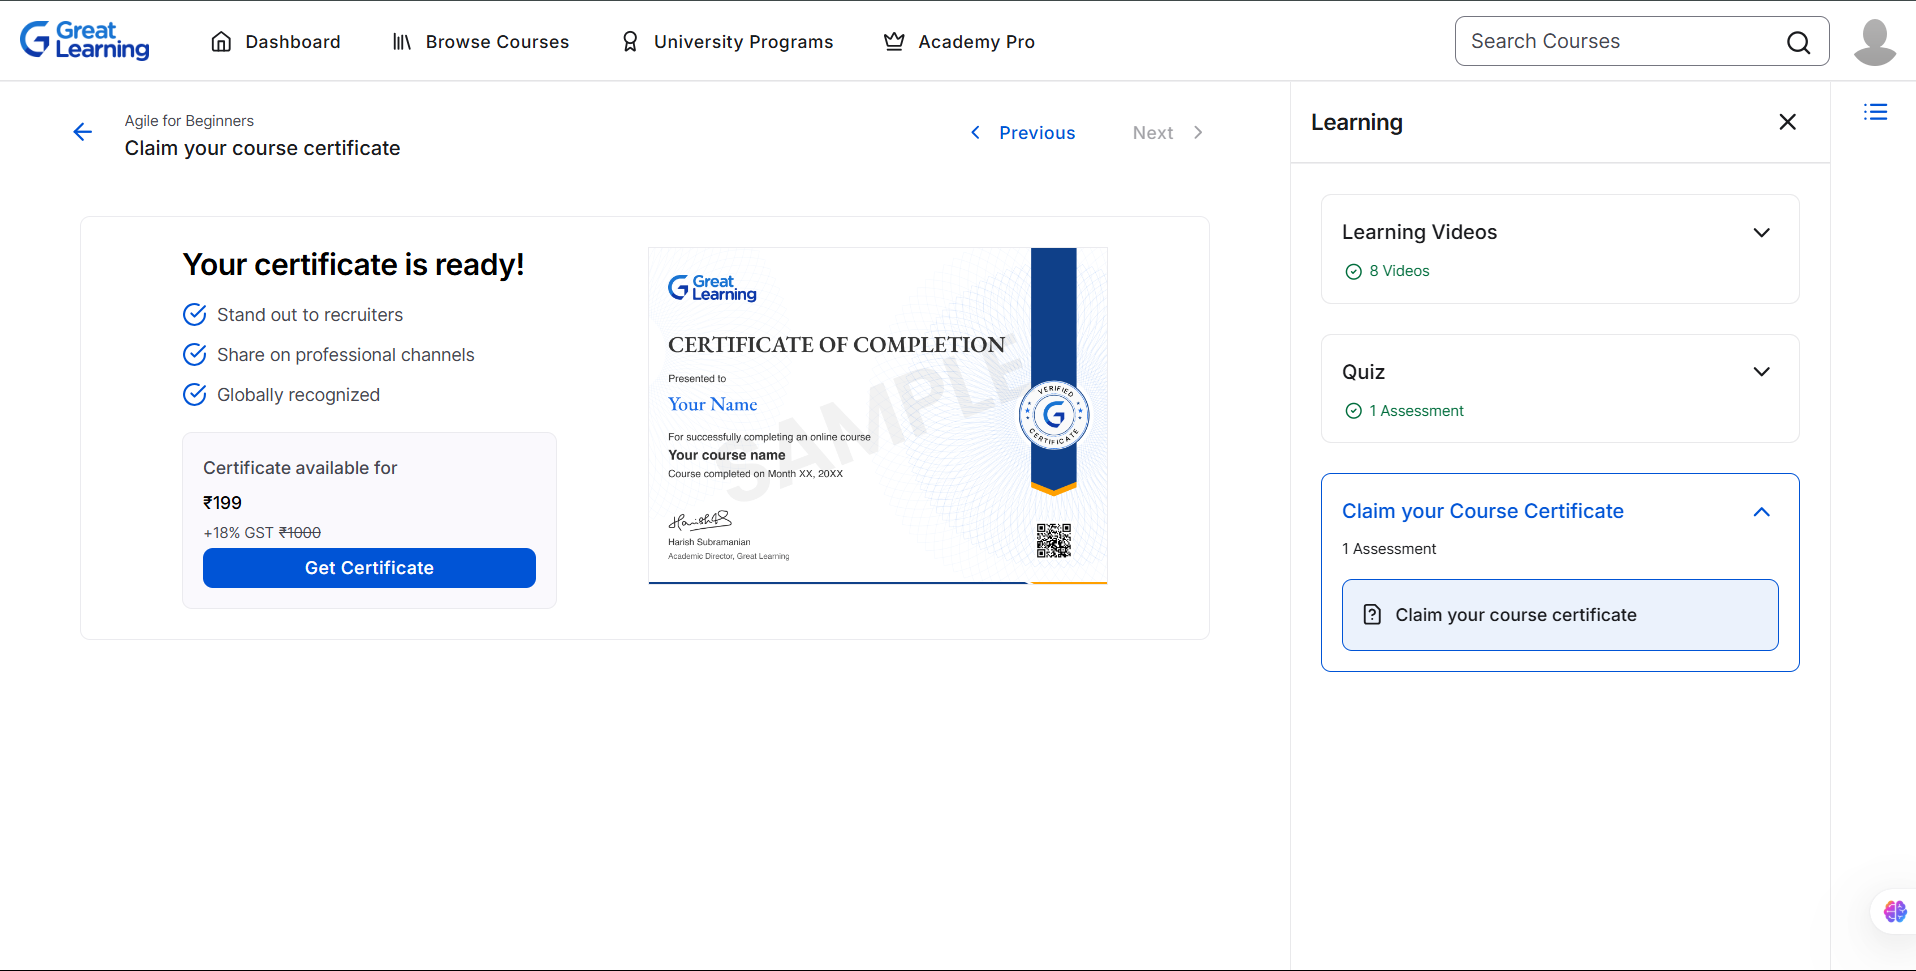 Great
Learning
Dashboard
Browse Courses
University Programs
Academy Pro
Search Courses
Agile for Beginners
Claim your course certificate
Previous
Next
Your certificate is ready!
Stand out to recruiters
Share on professional channels
Globally recognized
Certificate available for
₹199
+18% GST ₹1000
Get Certificate
Great
Learning
CERTIFICATE OF COMPLETION
Presented to
Your Name
For successfully completing an online course
Your course name
Course completed on Month XX, 20XX
SAMPLE
VERIFIED
CERTIFICATE
Harish Subramanian
Academic Director, Great Learning
Learning
Learning Videos
8 Videos
Quiz
1 Assessment
Claim your Course Certificate
1 Assessment
Claim your course certificate